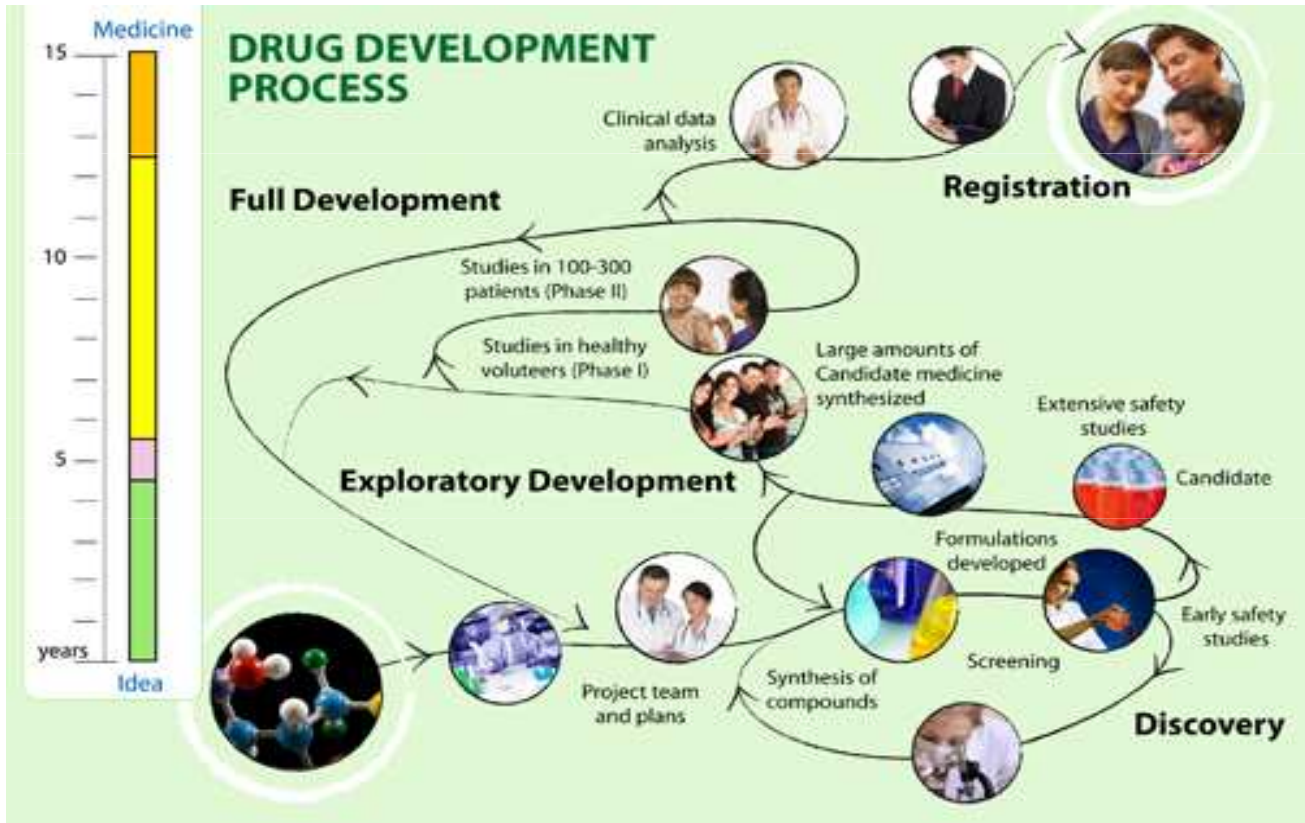 Medicine
15
10
5
years
Idea
DRUG DEVELOPMENT
PROCESS
Clinical data
analysis
Registration
Full Development
Studies in 100-300
patients (Phase II)
Studies in healthy
voluteers (Phase I)
Large amounts of
Candidate medicine
synthesized
Extensive safety
studies
Candidate
Exploratory Development
Formulations
developed
Early safety
studies
Screening
Synthesis of
compounds
Project team
and plans
Discovery